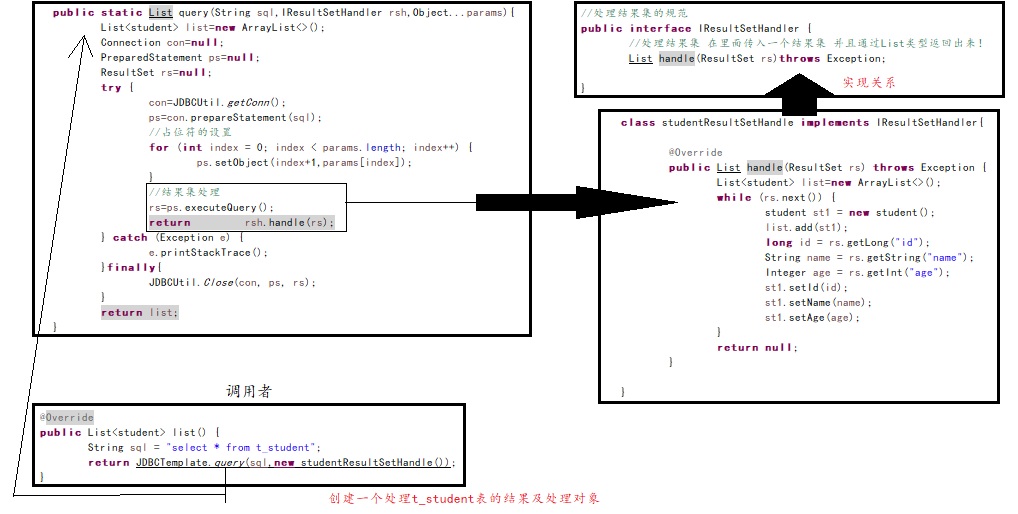 public static List query(String sql,IResultSetHandler rsh,Object...params){
List<student> list=new ArrayList<>();
Connection con=null;
PreparedStatement ps=null;
ResultSet rs=null;
try {
con=JDBCUtil.getConn();
ps=con.prepareStatement(sql);
//占位符的设置
for (int index = 0; index < params.length; index++) {
ps.setObject(index+1,params[index]);
}
//结果集处理
rs=ps.executeQuery();
return rsh.handle(rs);
} catch (Exception e) {
e.printStackTrace();
}finally{
JDBCUtil.Close(con, ps, rs);
}
return list;
}
//处理结果集的规范
public interface IResultSetHandler {
//处理结果集 在里面传入一个结果集 并且通过List类型返回出来!
List handle(ResultSet rs)throws Exception;
}
实现关系
class studentResultSetHandle implements IResultSetHandler{
@Override
public List handle(ResultSet rs) throws Exception {
List<student> list=new ArrayList<>();
while (rs.next()) {
student st1 = new student();
list.add(st1);
long id = rs.getLong("id");
String name = rs.getString("name");
Integer age = rs.getInt("age");
st1.setId(id);
st1.setName(name);
st1.setAge(age);
}
return null;
}
}
调用者
@Override
public List<student> list() {
String sql = "select * from t_student";
return JDBCTemplate.query(sql,new studentResultSetHandle());
}
创建一个处理t_student表的结果及处理对象